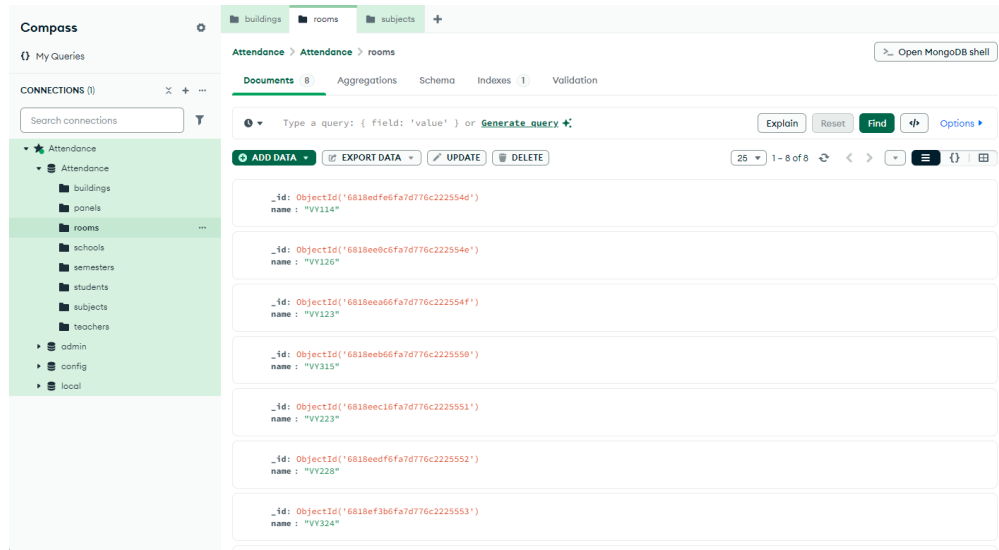 Compass
My Queries
CONNECTIONS (1)
Search connections
Attendance
Attendance
buildings
panels
rooms
schools
semesters
students
subjects
teachers
admin
config
local
buildings
rooms
subjects
Attendance > Attendance > rooms
>_ Open MongoDB shell
Documents 8 Aggregations Schema Indexes 1 Validation
Type a query: { field: 'value' } or Generate query
Explain Reset Find </> Options
ADD DATA EXPORT DATA UPDATE DELETE
25 1 – 8 of 8 {}
_id: ObjectId('6818edfe6fa7d776c222554d')
name : "VY114"
_id: ObjectId('6818ee0c6fa7d776c222554e')
name : "VY126"
_id: ObjectId('6818eea66fa7d776c222554f')
name : "VY123"
_id: ObjectId('6818eeb66fa7d776c2225550')
name : "VY315"
_id: ObjectId('6818eec16fa7d776c2225551')
name : "VY223"
_id: ObjectId('6818eedf6fa7d776c2225552')
name : "VY228"
_id: ObjectId('6818ef3b6fa7d776c2225553')
name : "VY324"